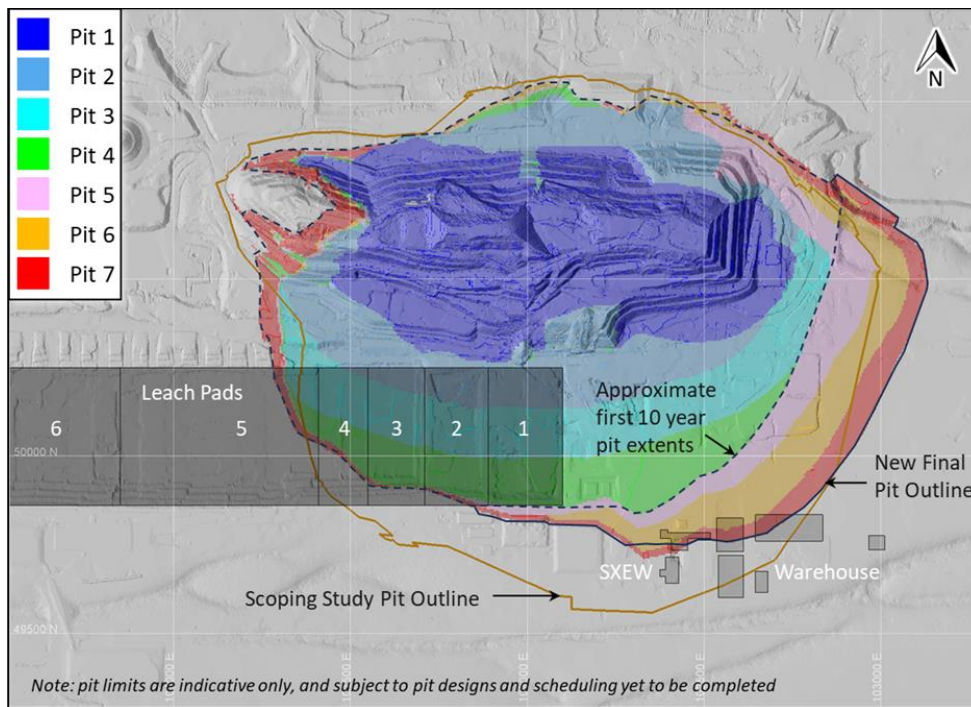 Pit 1
Pit 2
Pit 3
Pit 4
Pit 5
Pit 6
Pit 7
N
Leach Pads
6
5
4
3
2
1
Approximate
first 10 year
pit extents
50000 N
New Final
Pit Outline
SXEW
Warehouse
Scoping Study Pit Outline
49500 N
103000 E
Note: pit limits are indicative only, and subject to pit designs and scheduling yet to be completed